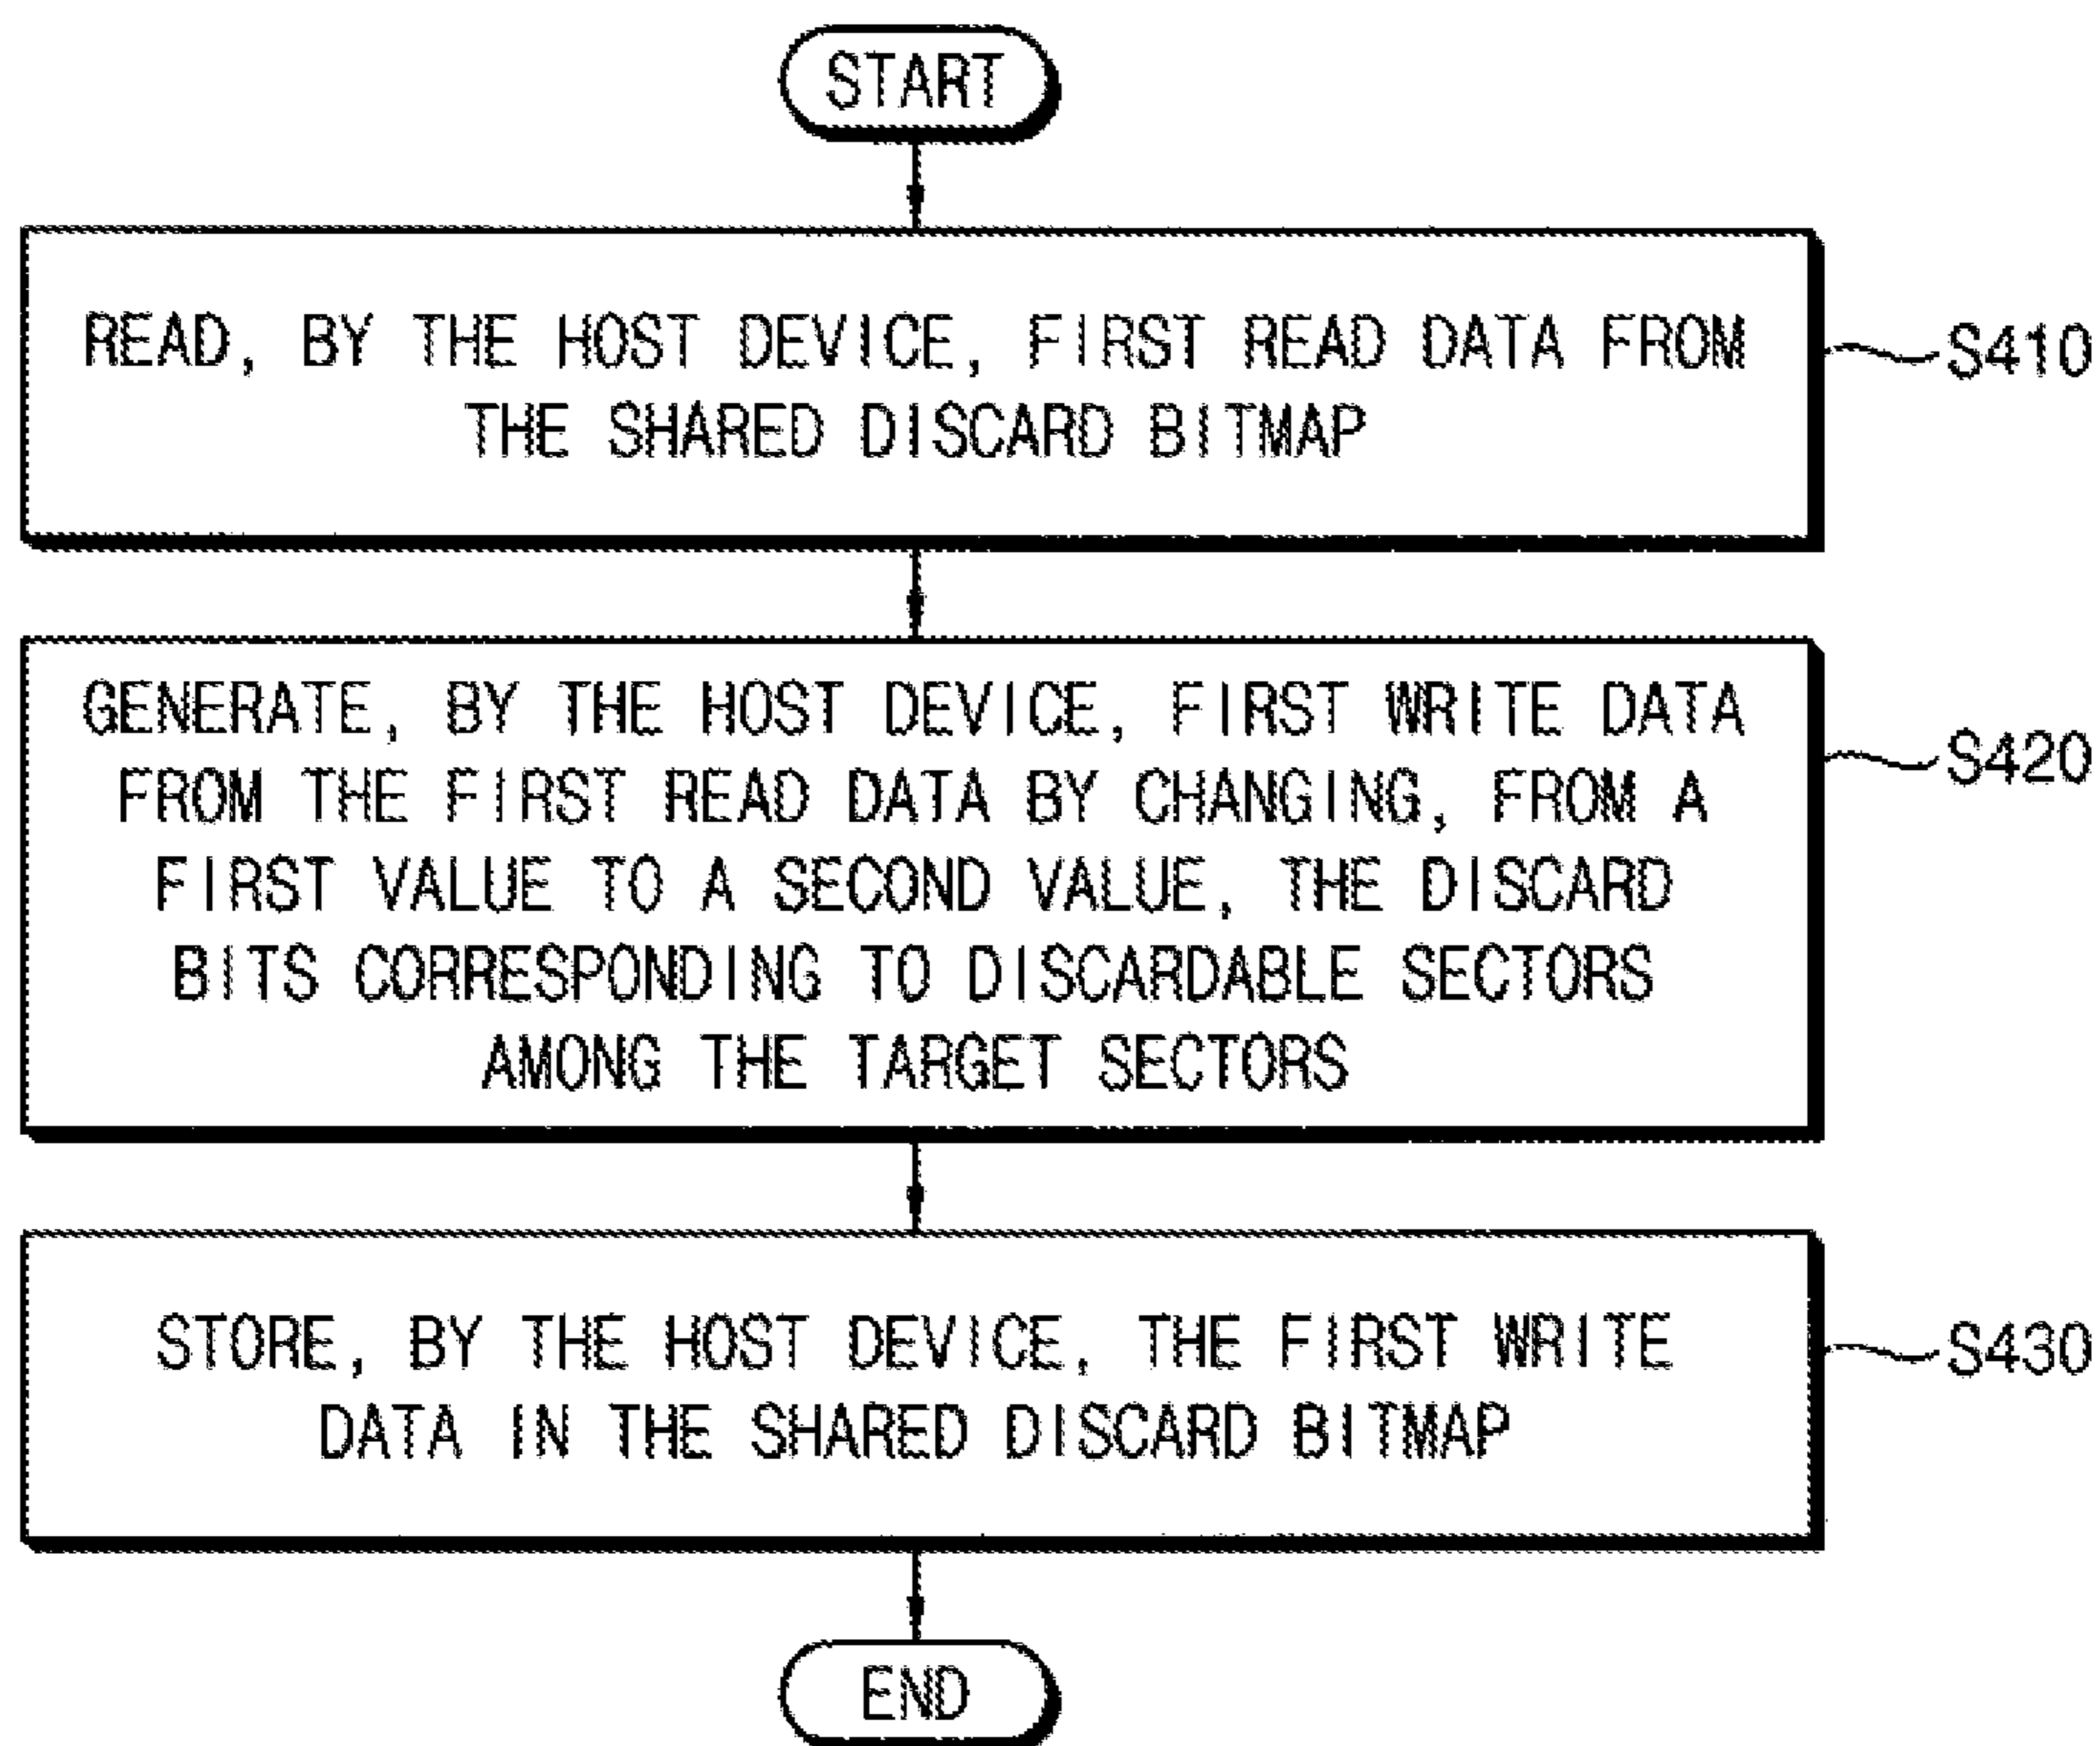 START
READ, BY THE HOST DEVICE, FIRST READ DATA FROM
THE SHARED DISCARD BITMAP
S410
GENERATE, BY THE HOST DEVICE, FIRST WRITE DATA
FROM THE FIRST READ DATA BY CHANGING, FROM A
FIRST VALUE TO A SECOND VALUE, THE DISCARD
BITS CORRESPONDING TO DISCARDABLE SECTORS
AMONG THE TARGET SECTORS
S420
STORE, BY THE HOST DEVICE, THE FIRST WRITE
DATA IN THE SHARED DISCARD BITMAP
S430
END